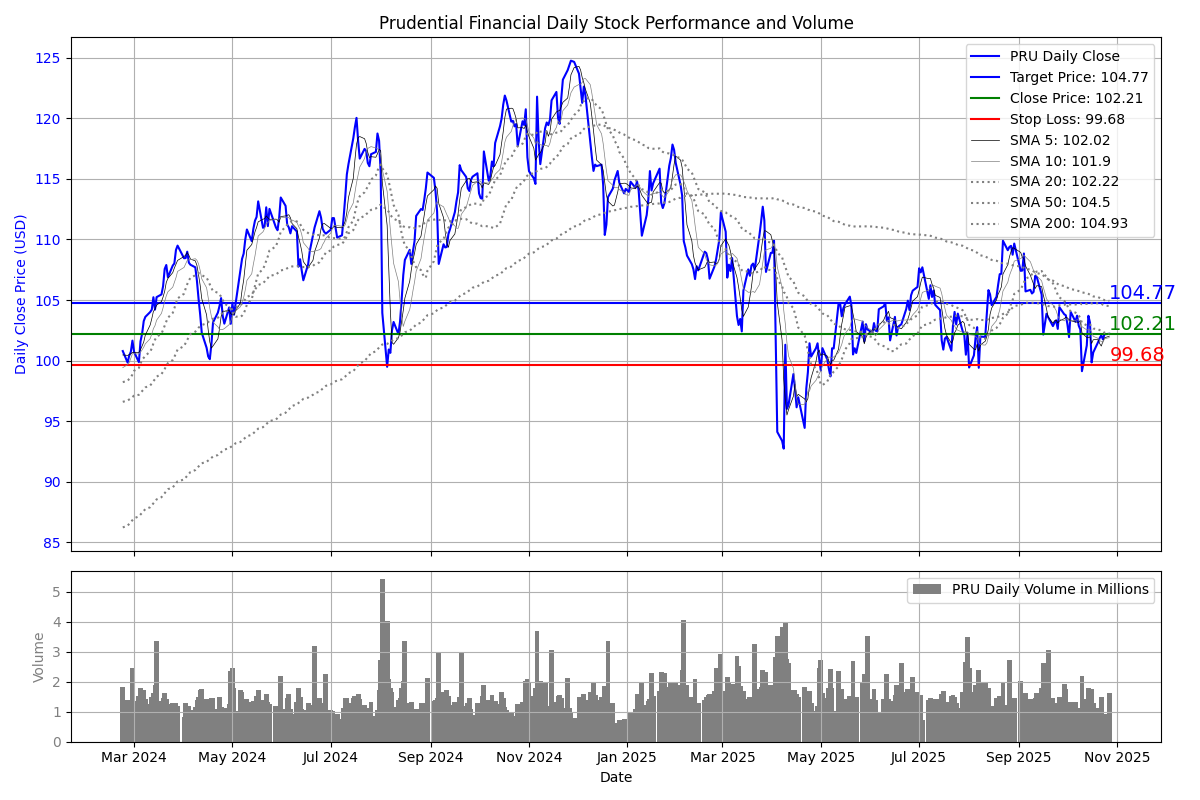 Prudential Financial Daily Stock Performance and Volume
Daily Close Price (USD)
125
120
115
110
105
100
95
90
85
PRU Daily Close
Target Price: 104.77
Close Price: 102.21
Stop Loss: 99.68
SMA 5: 102.02
SMA 10: 101.9
SMA 20: 102.22
SMA 50: 104.5
SMA 200: 104.93
104.77
102.21
99.68
Volume
5
4
3
2
1
0
PRU Daily Volume in Millions
Mar 2024
May 2024
Jul 2024
Sep 2024
Nov 2024
Jan 2025
Mar 2025
May 2025
Jul 2025
Sep 2025
Nov 2025
Date